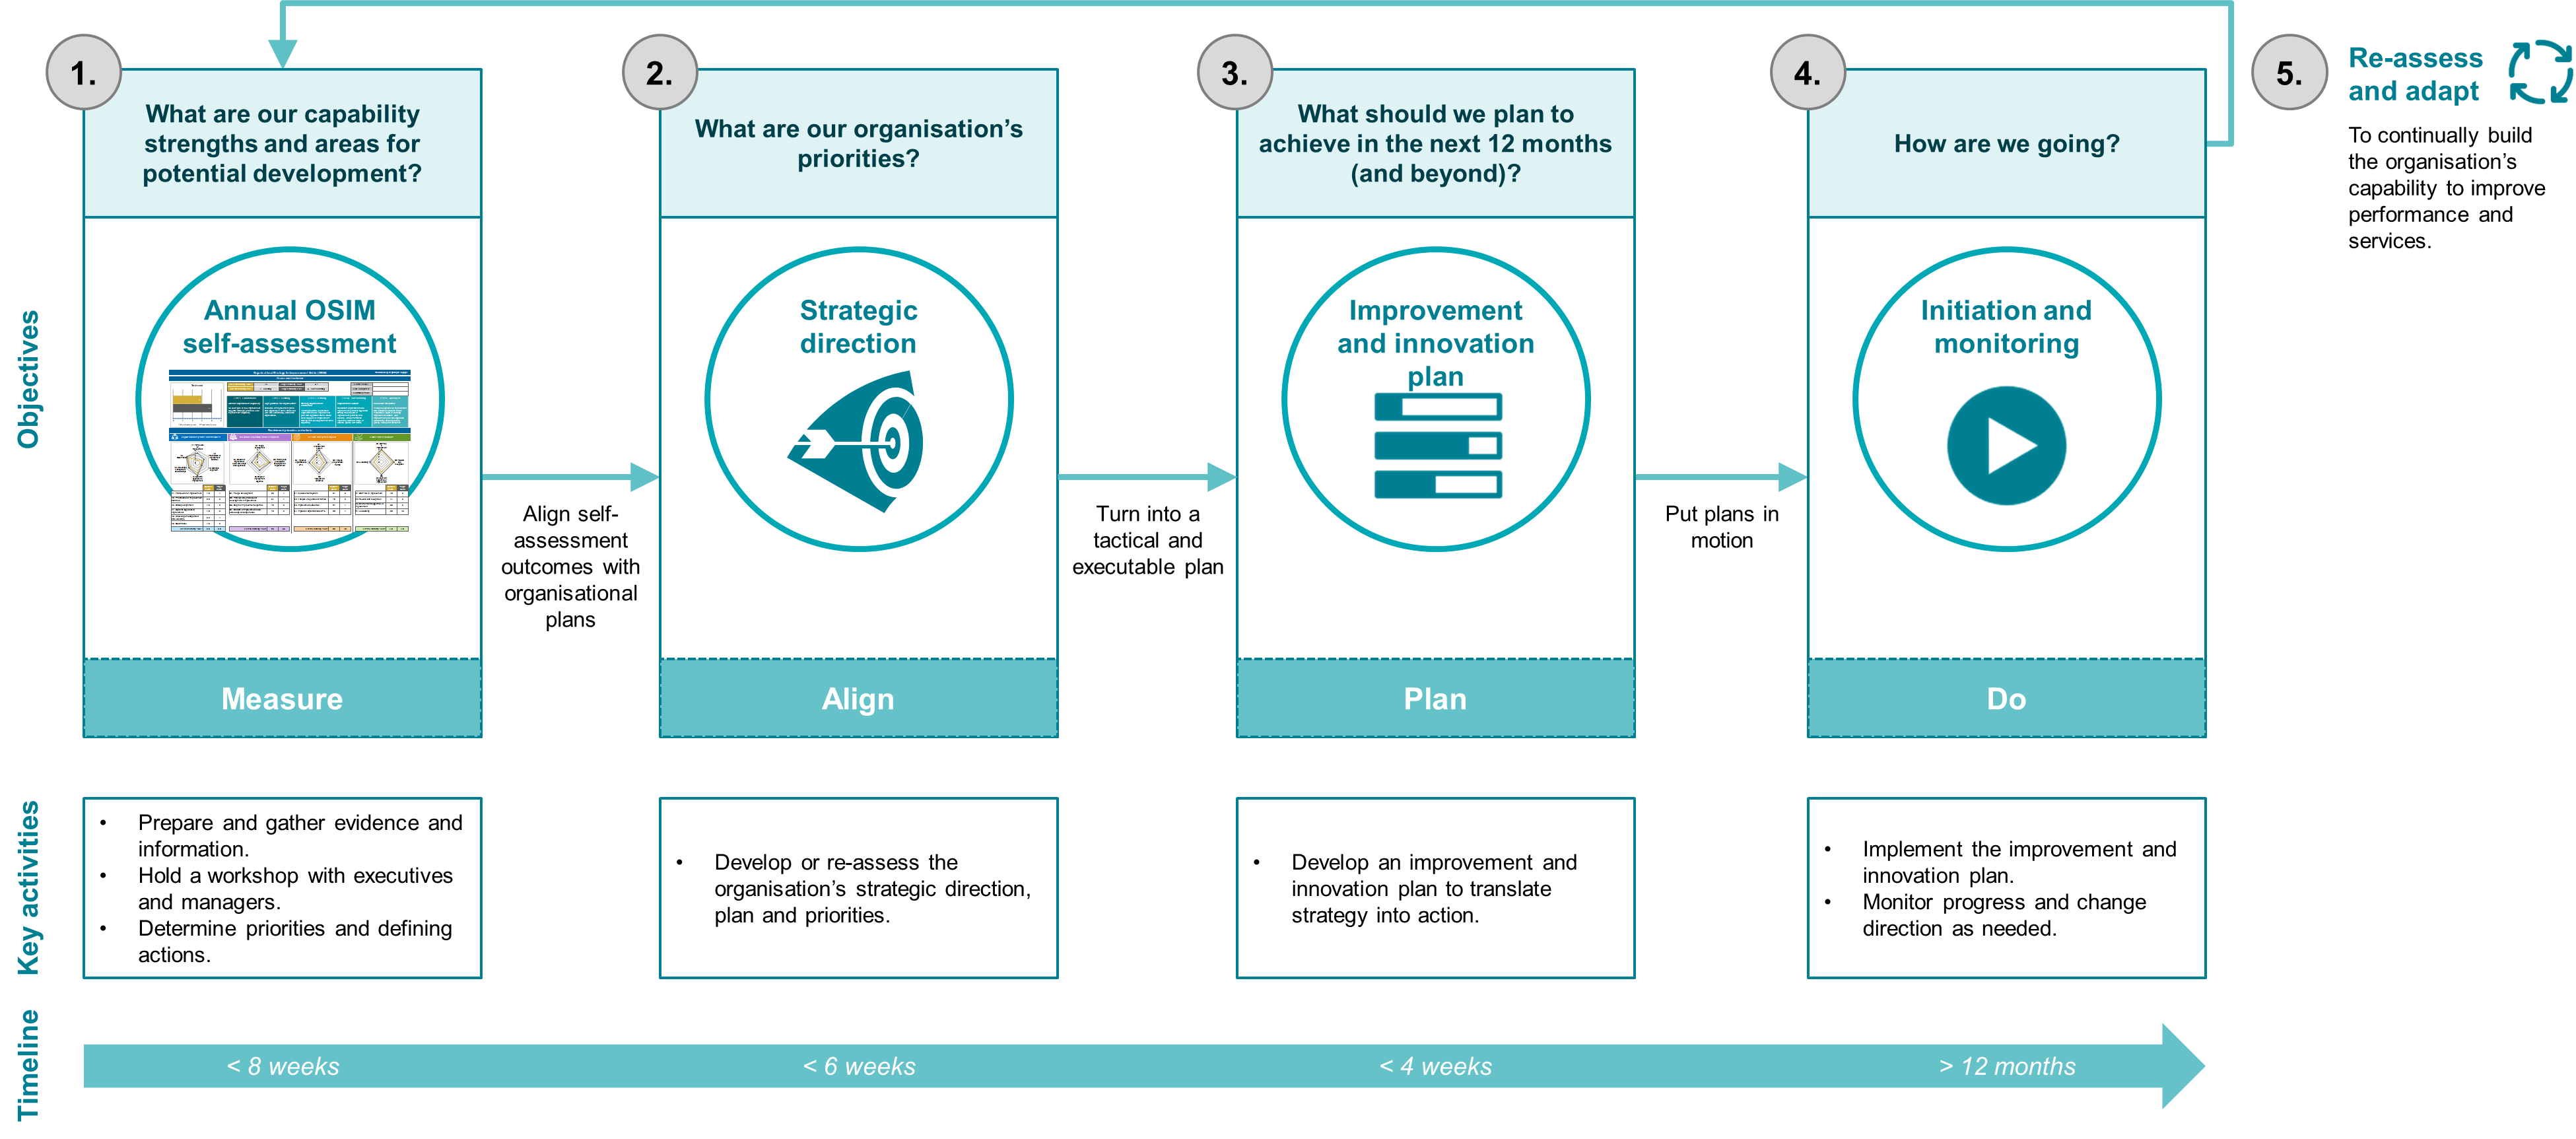 1.
What are our capability
strengths and areas for
potential development?
2.
What are our organisation’s
priorities?
3.
What should we plan to
achieve in the next 12 months
(and beyond)?
4.
How are we going?
5.
Re-assess
and adapt
To continually build
the organisation’s
capability to improve
performance and
services.
Objectives
Annual OSIM
self-assessment
Align self-
assessment
outcomes with
organisational
plans
Strategic
direction
Turn into a
tactical and
executable plan
Improvement
and innovation
plan
Put plans in
motion
Initiation and
monitoring
Measure
Align
Plan
Do
Key activities
• Prepare and gather evidence and
information.
• Hold a workshop with executives
and managers.
• Determine priorities and defining
actions.
• Develop or re-assess the
organisation’s strategic direction,
plan and priorities.
• Develop an improvement and
innovation plan to translate
strategy into action.
• Implement the improvement and
innovation plan.
• Monitor progress and change
direction as needed.
Timeline
< 8 weeks
< 6 weeks
< 4 weeks
> 12 months